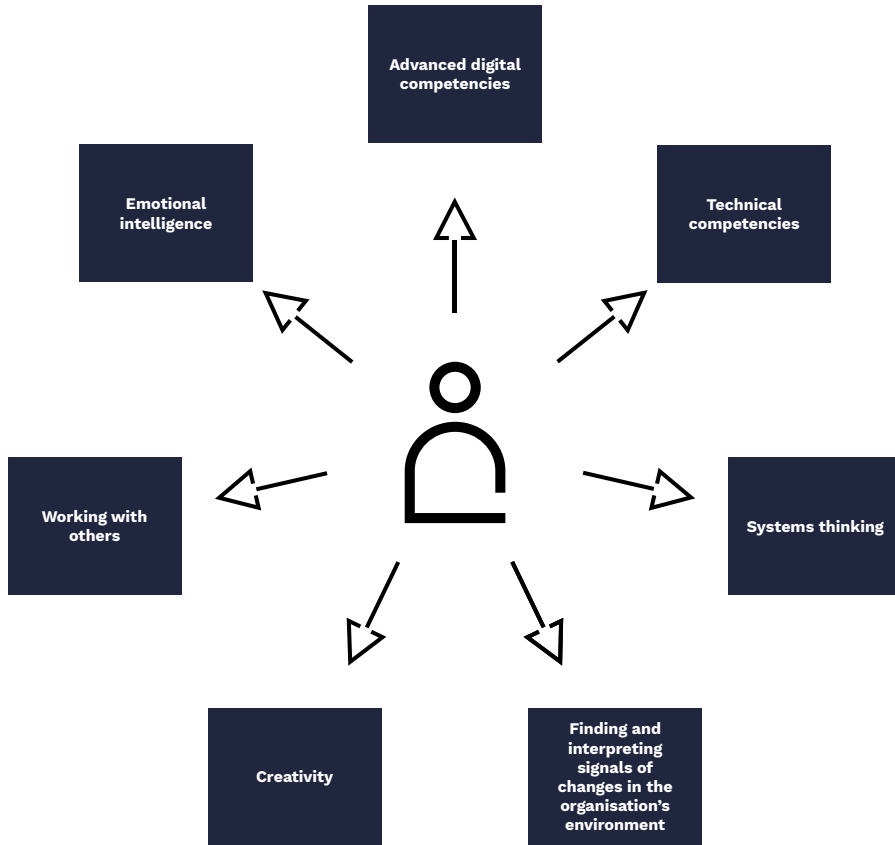 Advanced digital
competencies
Emotional
intelligence
Technical
competencies
Working with
others
Systems thinking
Creativity
Finding and
interpreting
signals of
changes in the
organisation’s
environment